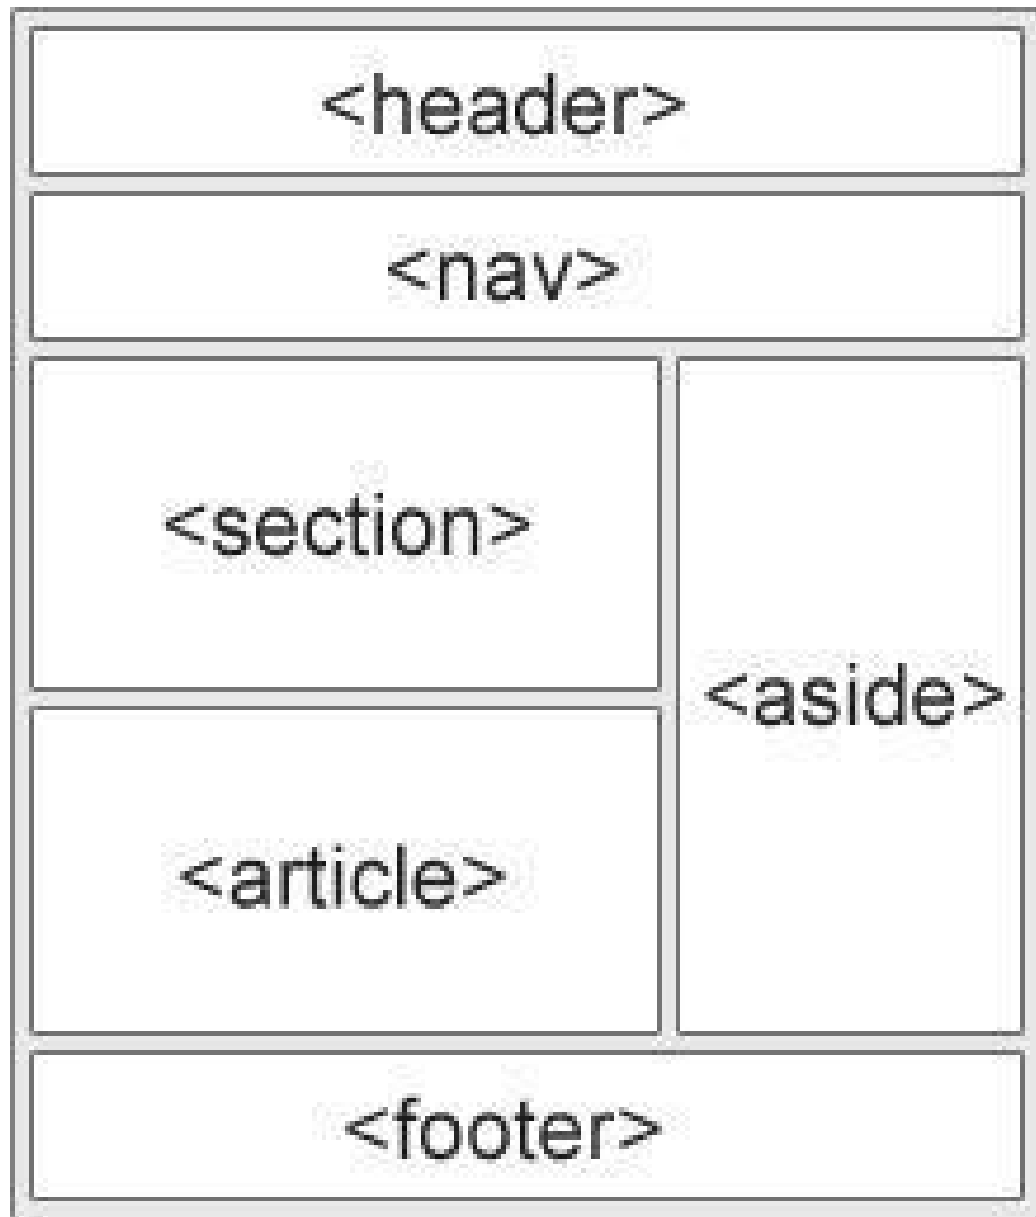 <header>
<nav>
<section>
<aside>
<article>
<footer>